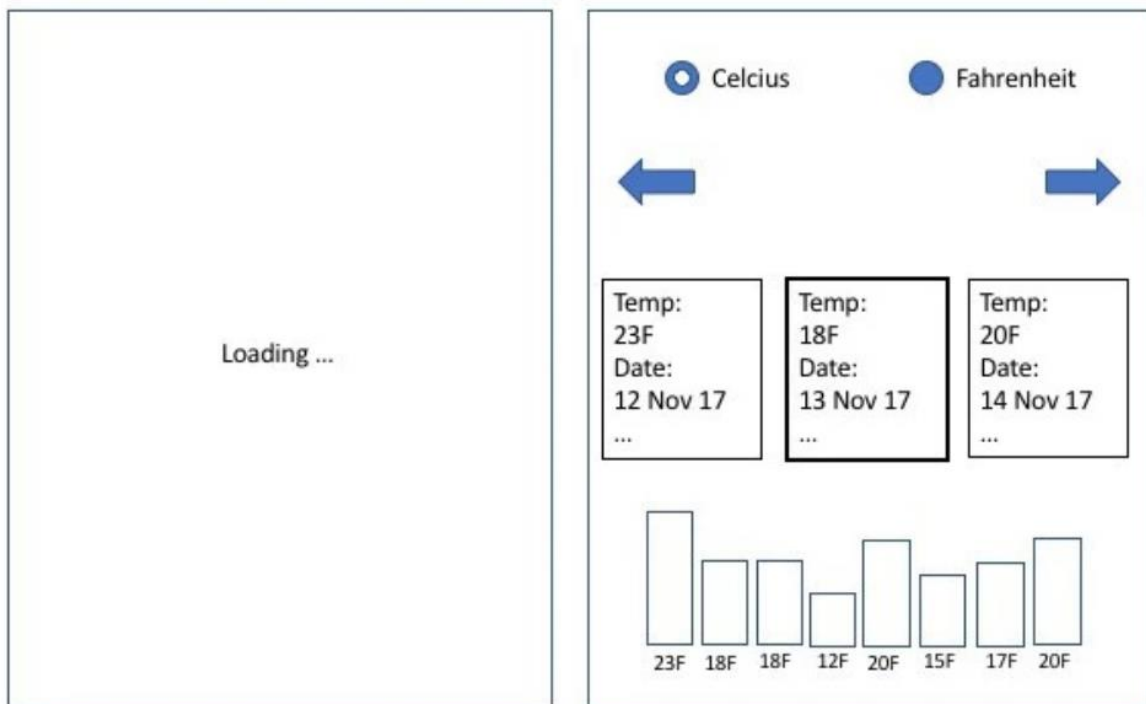 Loading ...
Celcius
Fahrenheit
Temp:
23F
Date:
12 Nov 17
...
Temp:
18F
Date:
13 Nov 17
...
Temp:
20F
Date:
14 Nov 17
...
23F 18F 18F 12F 20F 15F 17F 20F